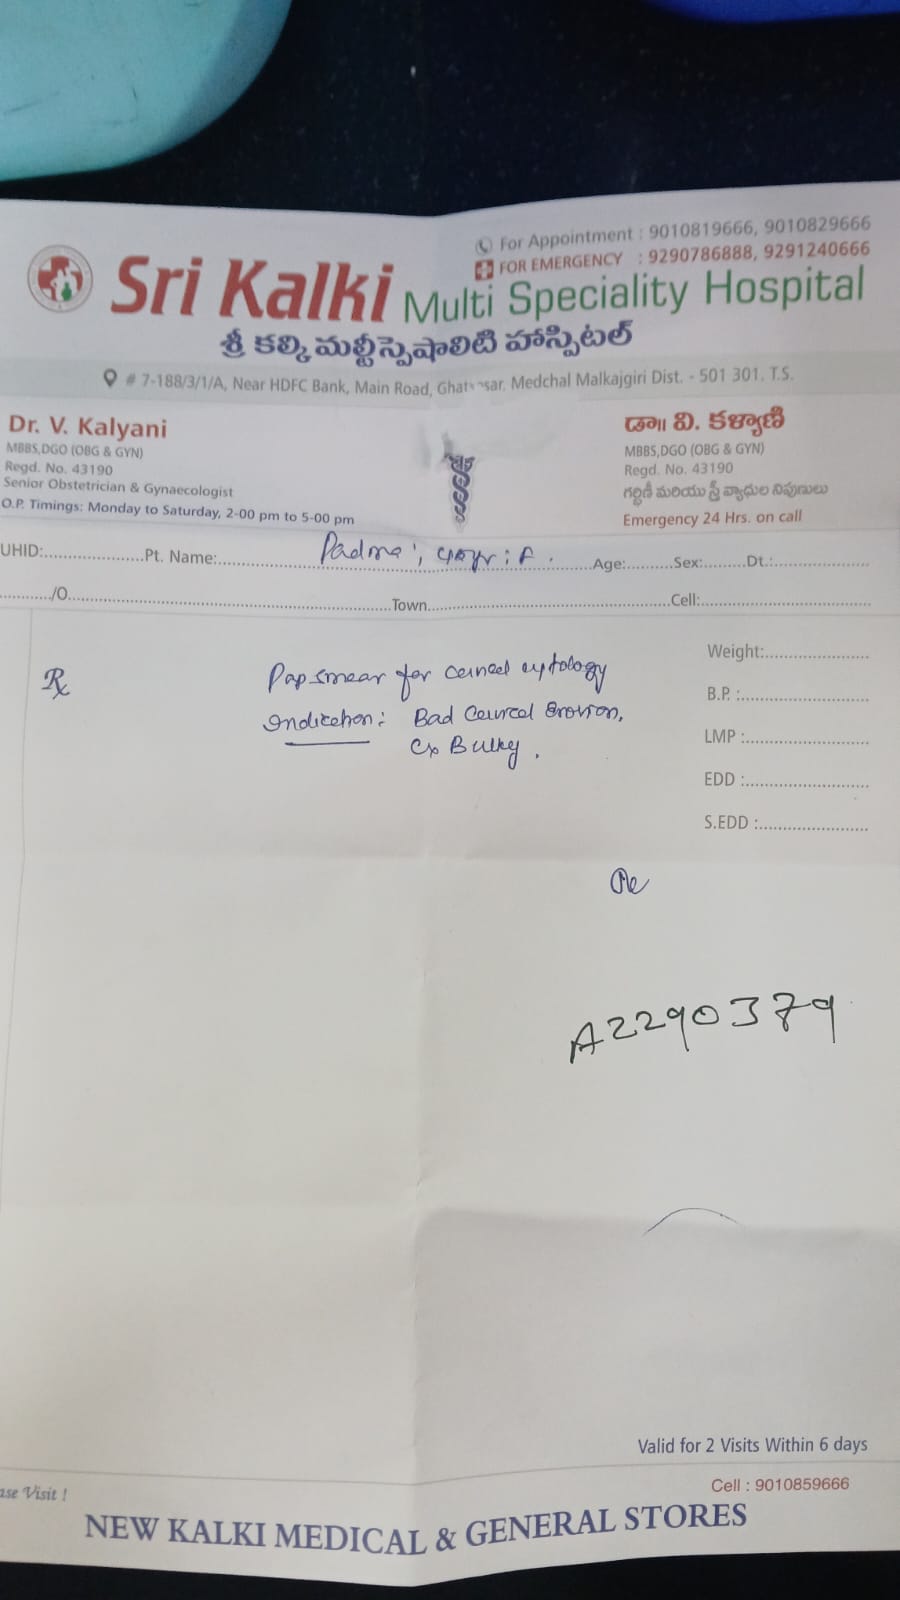 For Appointment : 9010819666, 9010829666
FOR EMERGENCY : 9290786888, 9291240666
Sri Kalki Multi Speciality Hospital
శ్రీ కల్కి మల్టీస్పెషాలిటి హాస్పిటల్
# 7-188/3/1/A, Near HDFC Bank, Main Road, Medchal Malkajgiri Dist. - 501 301. T.S.
Dr. V. Kalyani
MBBS,DGO (OBG & GYN)
Regd. No. 43190
Senior Obstetrician & Gynaecologist
O.P. Timings: Monday to Saturday, 2-00 pm to 5-00 pm
డా॥ వి. కళ్యాణి
MBBS,DGO (OBG & GYN)
Regd. No. 43190
గర్భిణీ మరియు స్త్రీ వ్యాధుల నిపుణులు
Emergency 24 Hrs. on call
UHID:.....................Pt. Name: Padma, Age:.........Sex:.........Dt.:...................
............/O.................Town..................Cell:..................
Rx
Pap smear for cervical cytology
Indication: Bad Cervical Erosion,
Cx Bulky.
Weight:.....................
B.P. :.....................
LMP :.....................
EDD :.....................
S.EDD :.....................
A2290379
Valid for 2 Visits Within 6 days
Visit !
Cell : 9010859666
NEW KALKI MEDICAL & GENERAL STORES